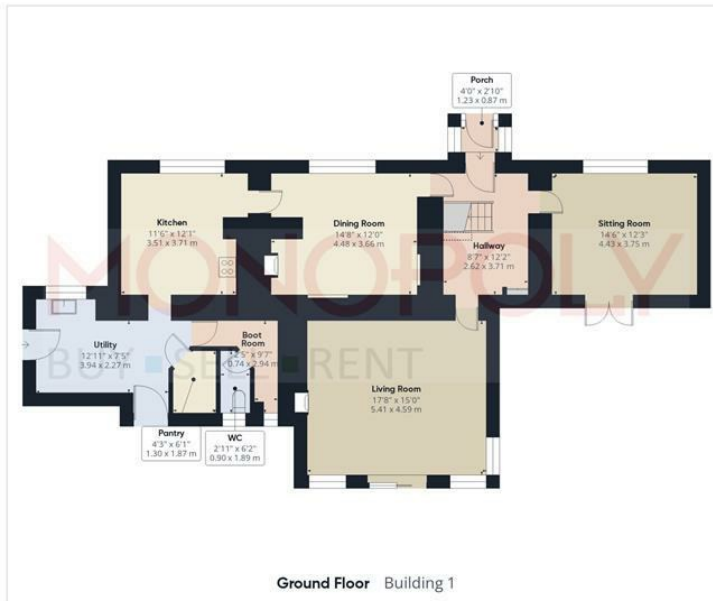 Porch
4'0" x 2'10"
1.23 x 0.87 m
Kitchen
11'6" x 12'1"
3.51 x 3.71 m
Dining Room
14'8" x 12'0"
4.48 x 3.66 m
Hallway
8'7" x 12'2"
2.62 x 3.71 m
Sitting Room
14'6" x 12'3"
4.43 x 3.75 m
MONOPOLY
BUY SELL RENT
Utility
12'11" x 7'5"
3.94 x 2.27 m
Boot
Room
2'5" x 9'7"
0.74 x 2.94 m
Living Room
17'8" x 15'0"
5.41 x 4.59 m
Pantry
4'3" x 6'1"
1.30 x 1.87 m
WC
2'11" x 6'2"
0.90 x 1.89 m
Ground Floor Building 1